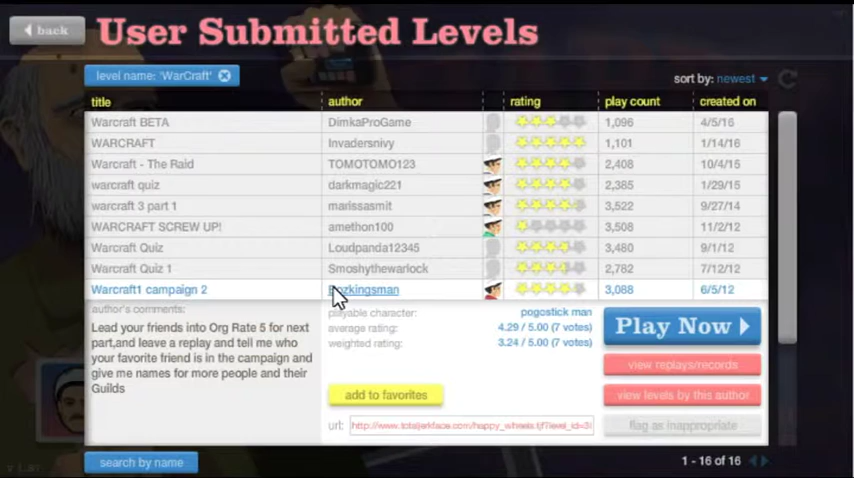 back
User Submitted Levels
level name: 'WarCraft'
sort by: newest
title author rating play count created on
Warcraft BETA DimkaProGame 1,096 4/5/16
WARCRAFT Invadersnivy 1,101 1/14/16
Warcraft - The Raid TOMOTOMO123 2,408 10/4/15
warcraft quiz darkmagic221 2,385 1/29/15
warcraft 3 part 1 marissasmit 3,522 9/27/14
WARCRAFT SCREW UP! amethon100 3,508 11/2/12
Warcraft Quiz Loudpanda12345 3,480 9/1/12
Warcraft Quiz 1 Smoshythewarlock 2,782 7/12/12
Warcraft1 campaign 2 3,088 6/5/12
author's comments:
Lead your friends into Org Rate 5 for next
part,and leave a replay and tell me who
your favorite friend is in the campaign and
give me names for more people and their
Guilds
playable character: pogostick man
average rating: 4.29 / 5.00 (7 votes)
weighted rating: 3.24 / 5.00 (7 votes)
add to favorites
url: http://www.totaljerkface.com/happy_wheels.tjf?level_id=3
Play Now
view replays/records
view levels by this author
flag as inappropriate
search by name
1 - 16 of 16